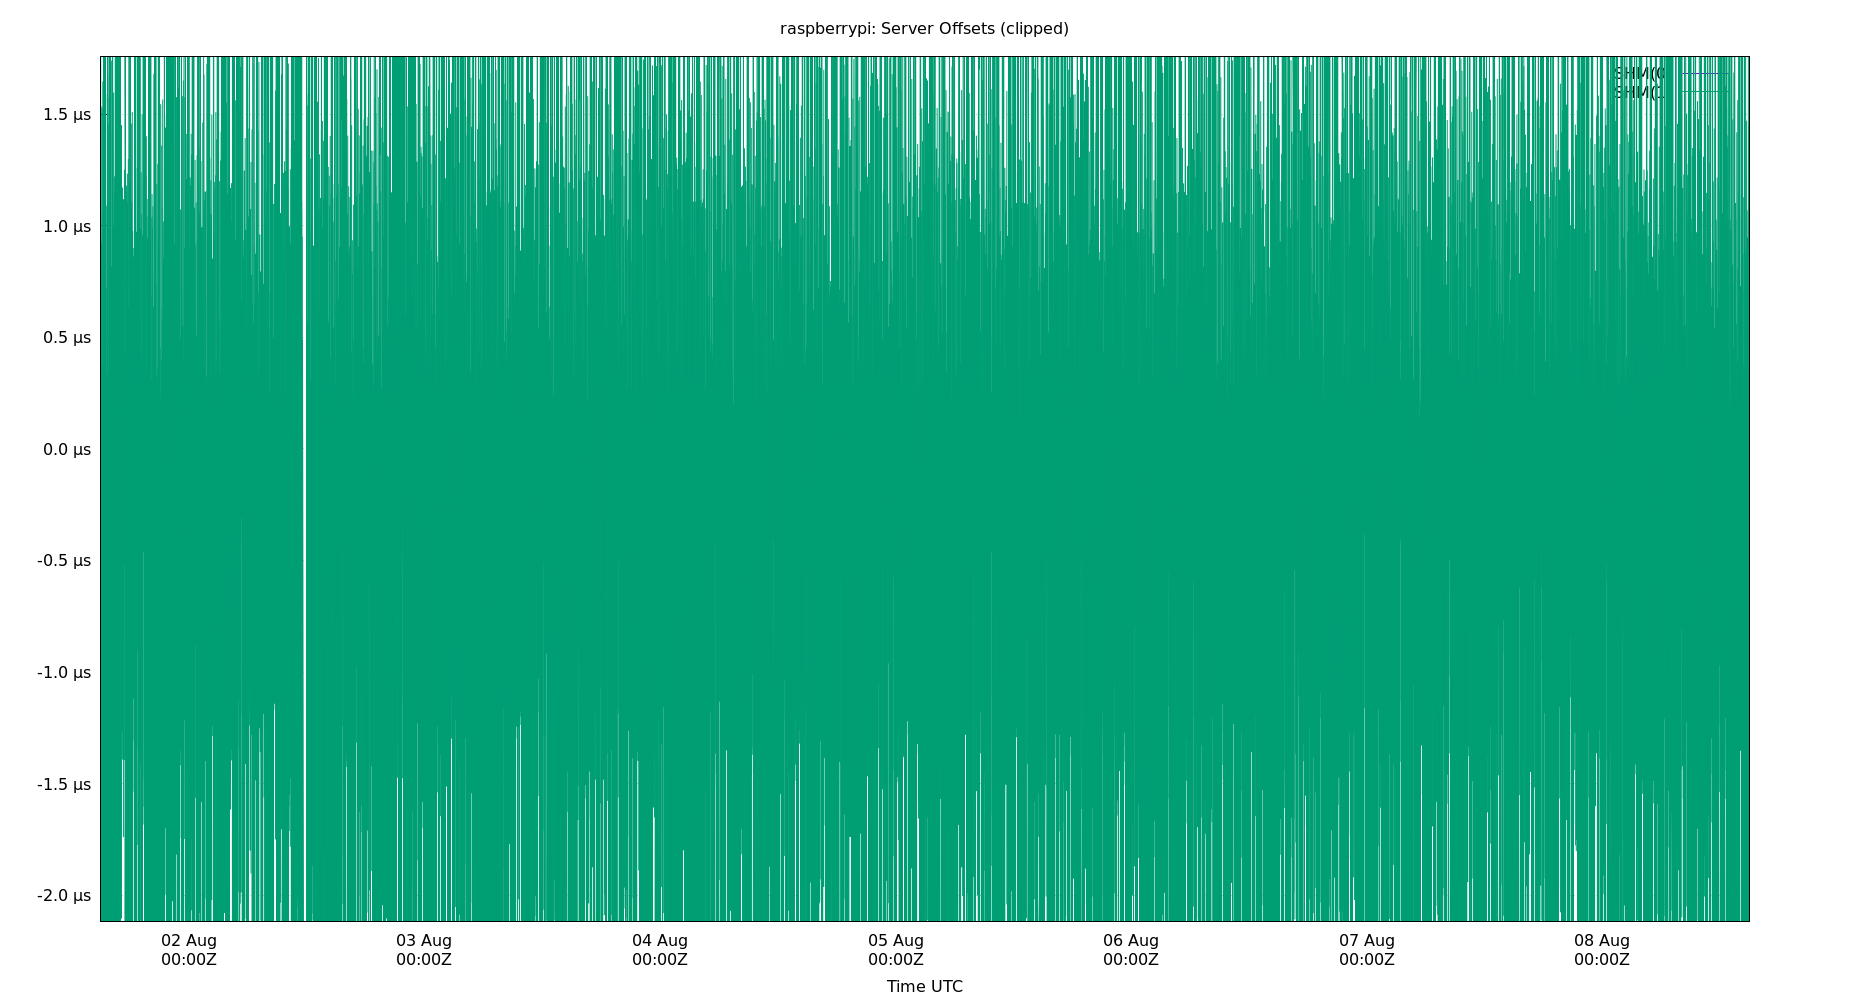 raspberrypi: Server Offsets (clipped)
1.5 µs
1.0 µs
0.5 µs
0.0 µs
-0.5 µs
-1.0 µs
-1.5 µs
-2.0 µs
02 Aug
00:00Z
03 Aug
00:00Z
04 Aug
00:00Z
05 Aug
00:00Z
06 Aug
00:00Z
07 Aug
00:00Z
08 Aug
00:00Z
Time UTC